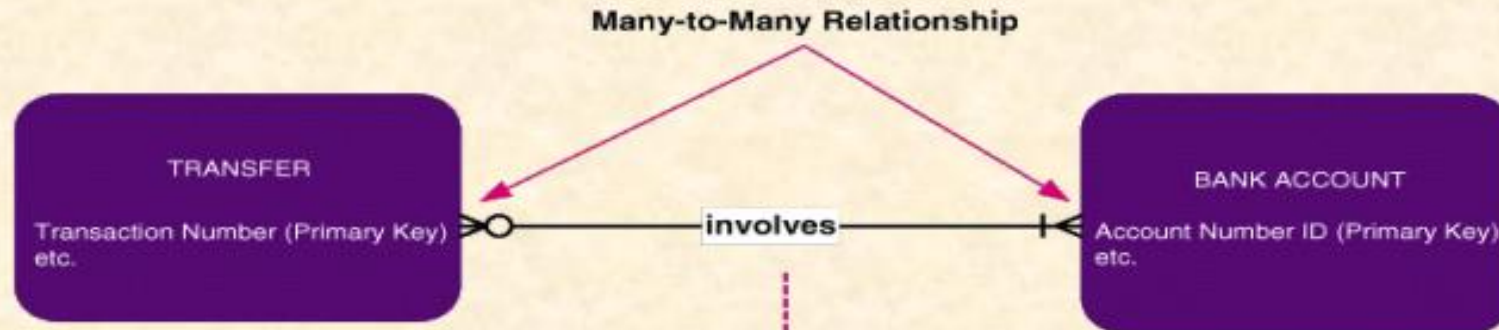 Many-to-Many Relationship
TRANSFER
Transaction Number (Primary Key)
etc.
involves
BANK ACCOUNT
Account Number ID (Primary Key)
etc.